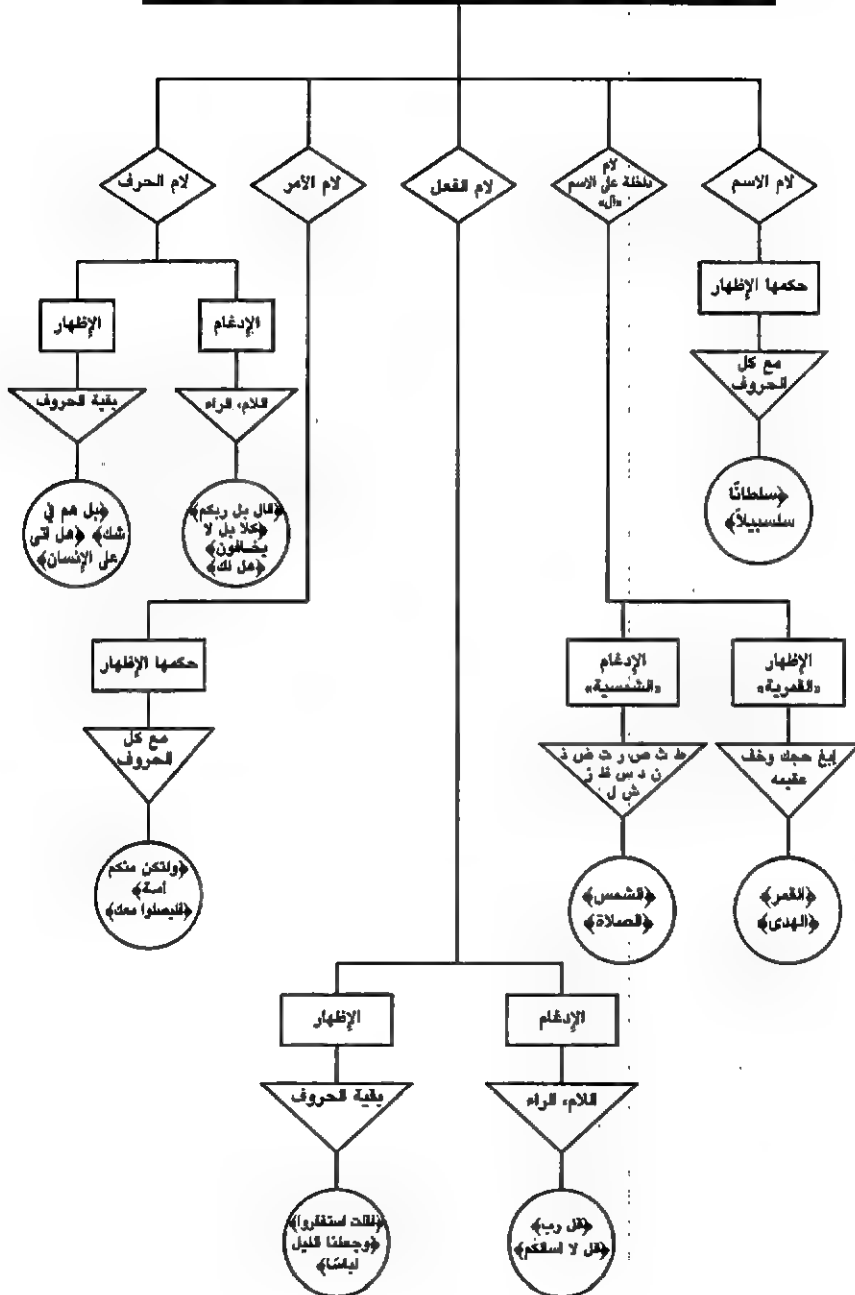 لام الاسم
لام
داخلة على الاسم
«ال»
لام الفعل
لام الأمر
لام الحرف
حكمها الإظهار
مع كل
الحروف
﴿سلطانًا
سلسبيلًا﴾
الإدغام
الإظهار
اللام، الراء
بقية الحروف
﴿قال بل ربكم﴾
﴿كلا بل لا
يخافون﴾
﴿هل لك﴾
﴿بل هم في
شك﴾ ﴿هل أتى
على الإنسان﴾
الإظهار
«القمرية»
الإدغام
«الشمسية»
حكمها الإظهار
إبغ حجك وخف
عقيمه
ط ث ص ر ت ض ذ
ن د س ظ ز
ش ل
مع كل
الحروف
﴿القمر﴾
﴿الهدى﴾
﴿الشمس﴾
﴿الصلاة﴾
﴿ولتكن منكم
أمة﴾
﴿فليصلوا معك﴾
الإدغام
الإظهار
اللام، الراء
بقية الحروف
﴿قل رب﴾
﴿قل لا أسألكم﴾
﴿فقلت استغفروا﴾
﴿وجعلنا الليل
لباسًا﴾